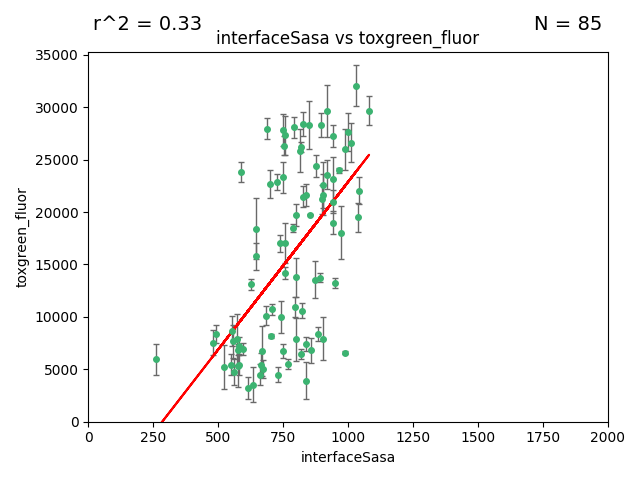 r^2 = 0.33
N = 85
interfaceSasa vs toxgreen_fluor
35000
30000
25000
20000
15000
10000
5000
0
toxgreen_fluor
0 250 500 750 1000 1250 1500 1750 2000
interfaceSasa